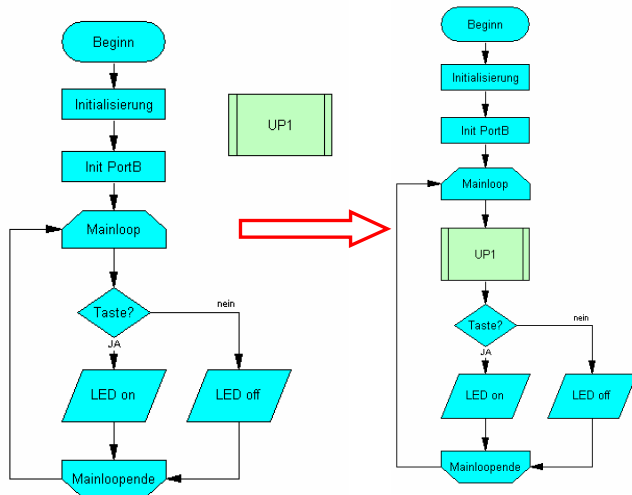 Beginn
Initialisierung
Init PortB
Mainloop
Taste?
nein
JA
LED on
LED off
Mainloopende
UP1
Beginn
Initialisierung
Init PortB
Mainloop
UP1
Taste?
nein
JA
LED on
LED off
Mainloopende